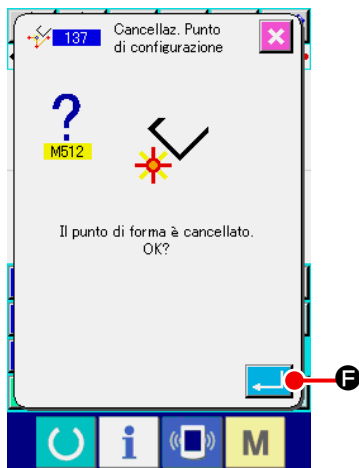 137
Cancellaz. Punto
di configurazione
?
M512
Il punto di forma è cancellato.
OK?
F
i
M